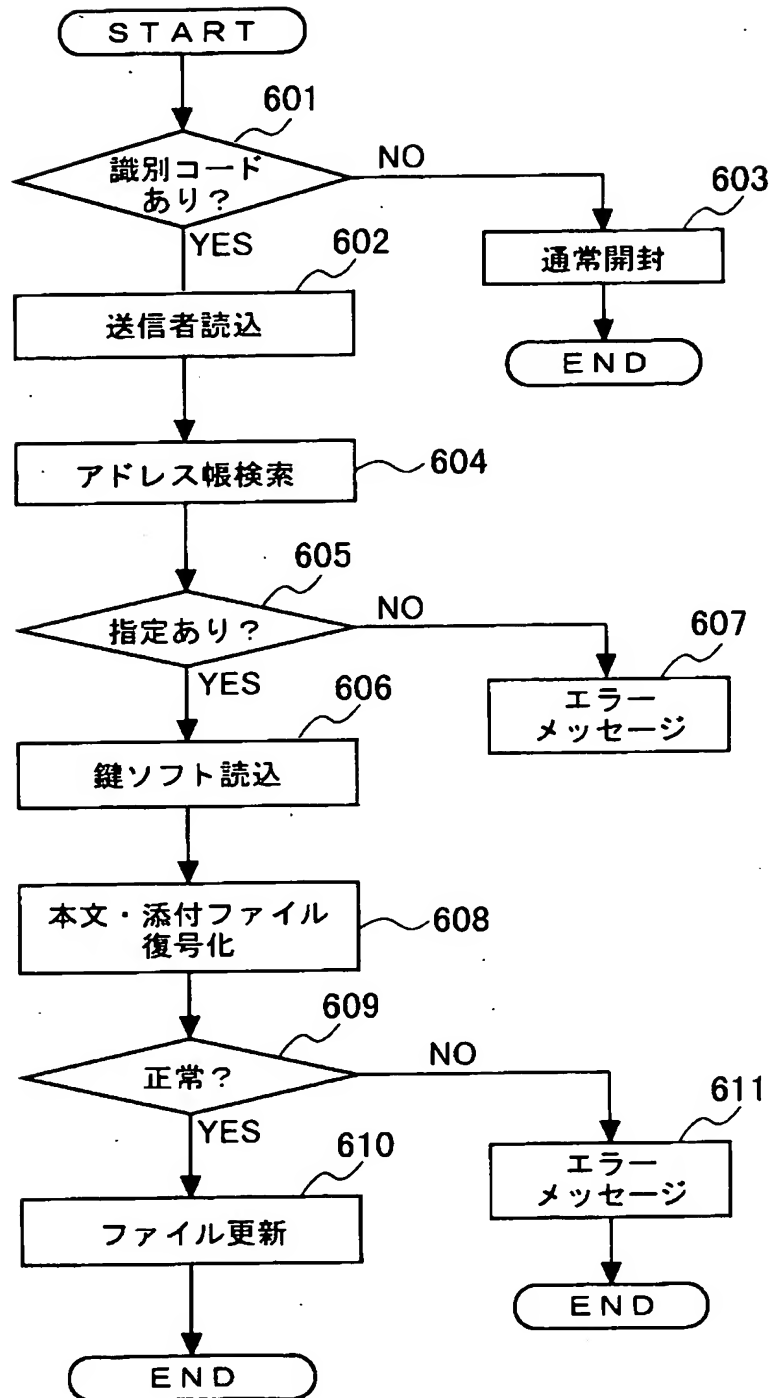 START
601
識別コード
あり?
NO
603
YES
602
通常開封
送信者読込
END
アドレス帳検索
604
605
指定あり?
NO
607
YES
606
エラー
メッセージ
鍵ソフト読込
本文・添付ファイル
復号化
608
609
正常?
NO
611
YES
610
エラー
メッセージ
ファイル更新
END
END